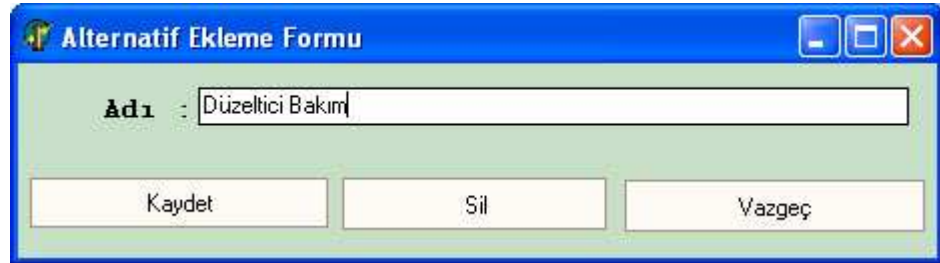 Alternatif Ekleme Formu
Adı : Düzeltici Bakım
Kaydet Sil Vazgeç